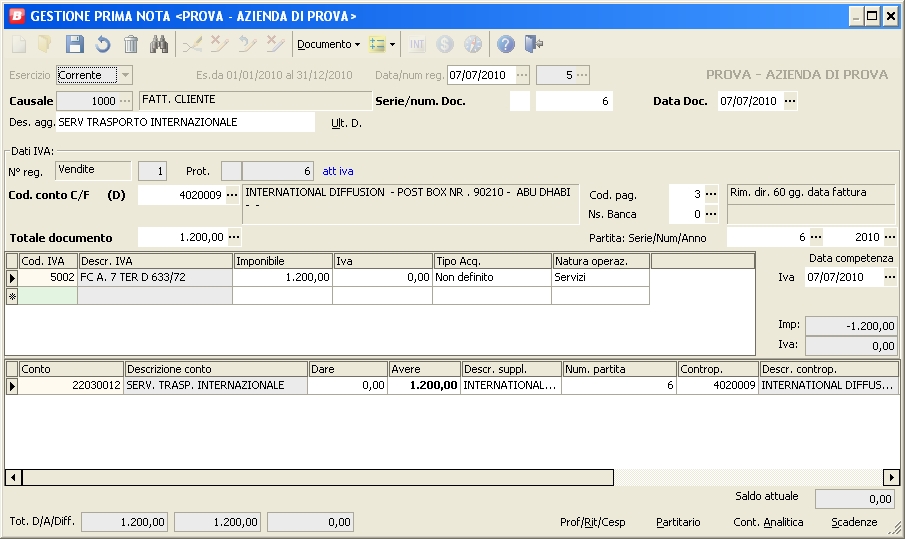 B GESTIONE PRIMA NOTA <PROVA - AZIENDA DI PROVA>
Documento INT $ ?
Esercizio Corrente Es.da 01/01/2010 al 31/12/2010 Data/num reg. 07/07/2010 ... 5 ... PROVA - AZIENDA DI PROVA
Causale 1000 ... FATT. CLIENTE Serie/num. Doc. 6 Data Doc. 07/07/2010 ...
Des. agg. SERV TRASPORTO INTERNAZIONALE Ult. D.
Dati IVA:
N° reg. Vendite 1 Prot. 6 att iva
Cod. conto C/F (D) 4020009 ... INTERNATIONAL DIFFUSION - POST BOX NR . 90210 - ABU DHABI Cod. pag. 3 ... Rim. dir. 60 gg. data fattura
- - Ns. Banca 0 ...
Totale documento 1.200,00 ... Partita: Serie/Num/Anno 6 ... 2010 ...
Cod. IVA Descr. IVA Imponibile Iva Tipo Acq. Natura operaz. Data competenza
5002 FC A. 7 TER D 633/72 1.200,00 0,00 Non definito Servizi Iva 07/07/2010 ...
Imp: -1.200,00
Iva: 0,00
Conto Descrizione conto Dare Avere Descr. suppl. Num. partita Controp. Descr. controp.
22030012 SERV. TRASP. INTERNAZIONALE 0,00 1.200,00 INTERNATIONAL... 6 4020009 INTERNATIONAL DIFFUS...
Saldo attuale 0,00
Tot. D/A/Diff. 1.200,00 1.200,00 0,00 Prof/Rit/Cesp Partitario Cont. Analitica Scadenze